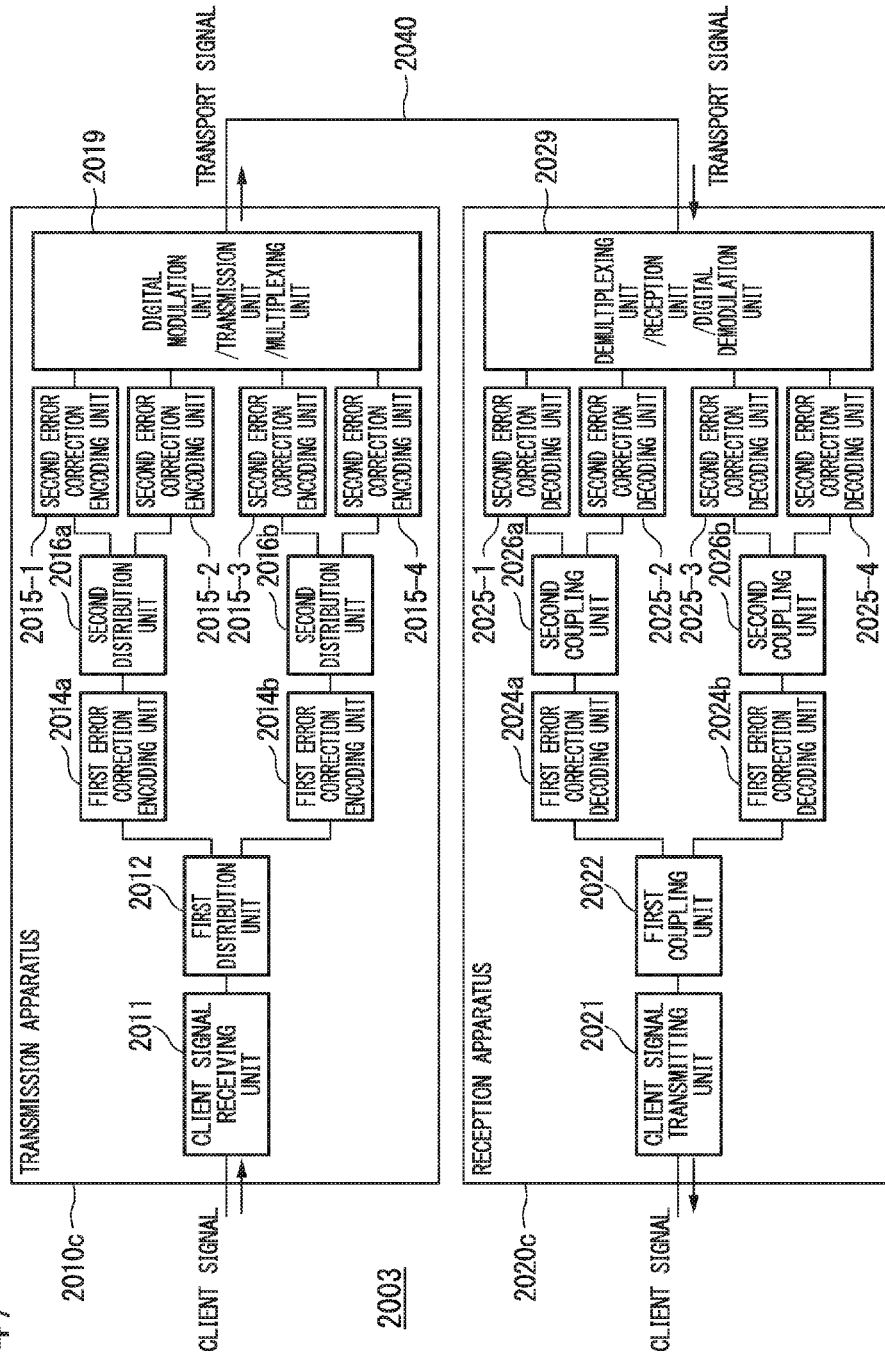 2003
2010c
TRANSMISSION APPARATUS
CLIENT SIGNAL
2011
CLIENT SIGNAL
RECEIVING
UNIT
2012
FIRST
DISTRIBUTION
UNIT
2014a
FIRST ERROR
CORRECTION
ENCODING UNIT
2014b
FIRST ERROR
CORRECTION
ENCODING UNIT
2016a
SECOND
DISTRIBUTION
UNIT
2016b
SECOND
DISTRIBUTION
UNIT
2015-1
SECOND ERROR
CORRECTION
ENCODING UNIT
2015-2
SECOND ERROR
CORRECTION
ENCODING UNIT
2015-3
SECOND ERROR
CORRECTION
ENCODING UNIT
2015-4
SECOND ERROR
CORRECTION
ENCODING UNIT
2019
DIGITAL
MODULATION
UNIT
/TRANSMISSION
UNIT
/MULTIPLEXING
UNIT
TRANSPORT SIGNAL
2040
2020c
RECEPTION APPARATUS
CLIENT SIGNAL
2021
CLIENT SIGNAL
TRANSMITTING
UNIT
2022
FIRST
COUPLING
UNIT
2024a
FIRST ERROR
CORRECTION
DECODING UNIT
2024b
FIRST ERROR
CORRECTION
DECODING UNIT
2026a
SECOND
COUPLING
UNIT
2026b
SECOND
COUPLING
UNIT
2025-1
SECOND ERROR
CORRECTION
DECODING UNIT
2025-2
SECOND ERROR
CORRECTION
DECODING UNIT
2025-3
SECOND ERROR
CORRECTION
DECODING UNIT
2025-4
SECOND ERROR
CORRECTION
DECODING UNIT
2029
DEMULTIPLEXING
UNIT
/RECEPTION
UNIT
/DIGITAL
DEMODULATION
UNIT
TRANSPORT SIGNAL